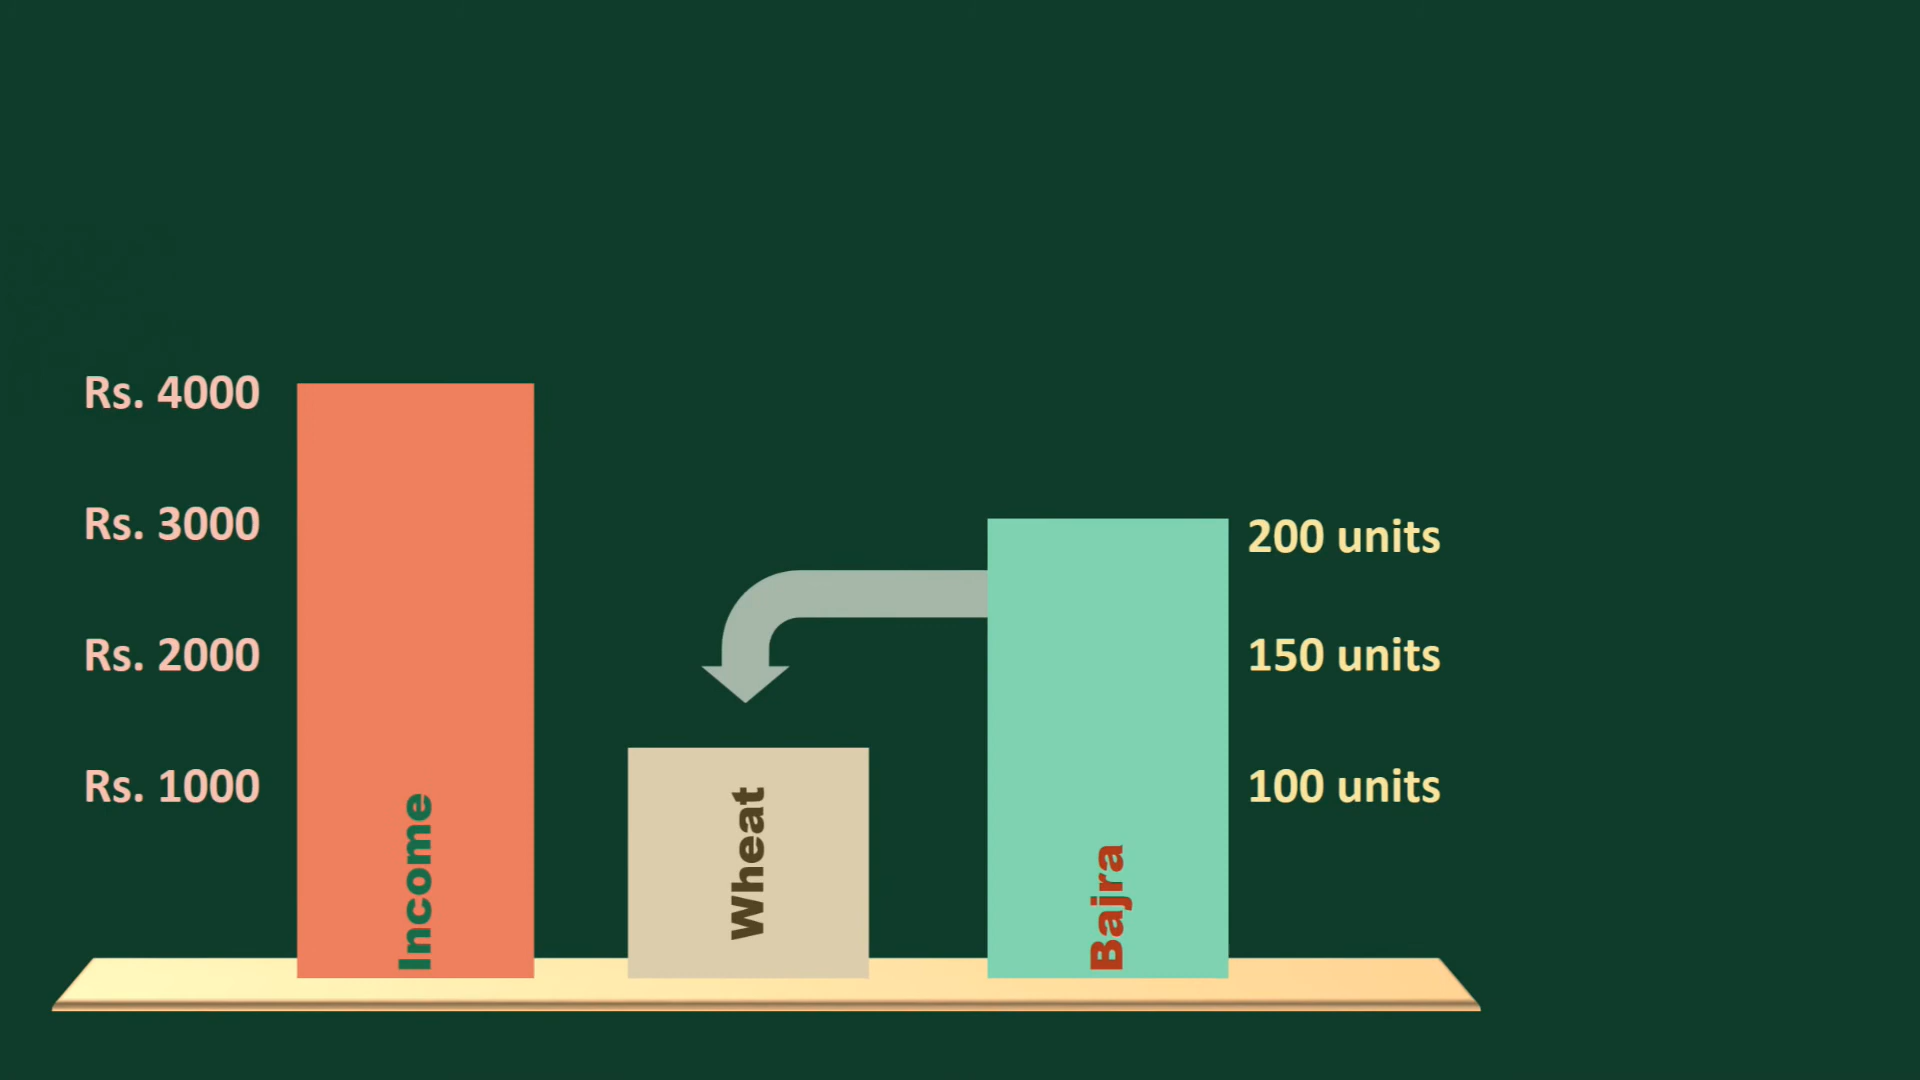 Rs. 4000
Rs. 3000
Rs. 2000
Rs. 1000
Income
Wheat
Bajra
200 units
150 units
100 units